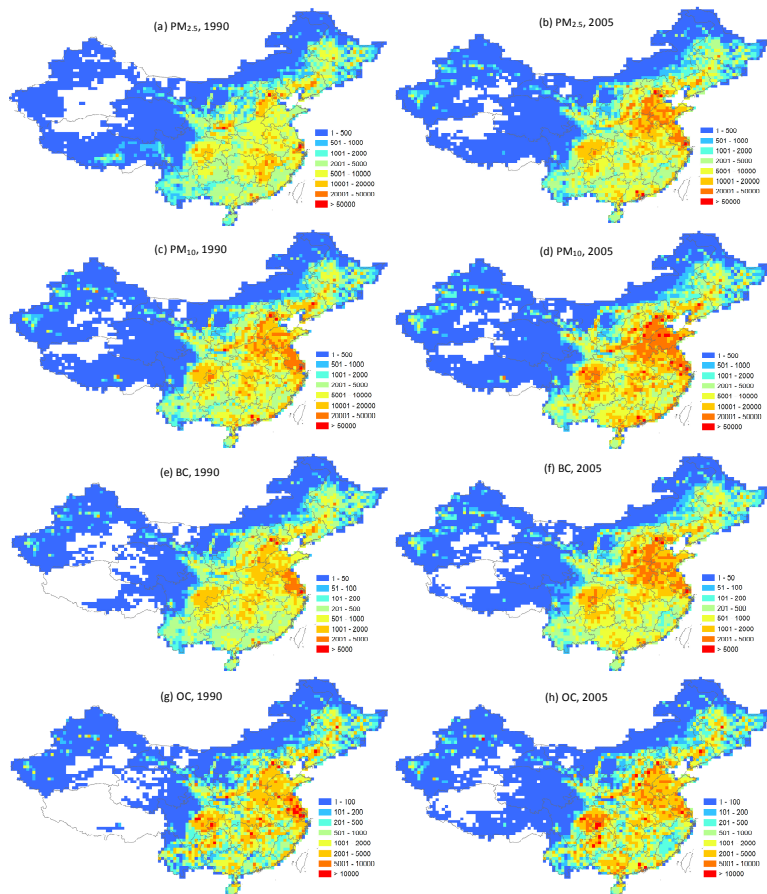 (a) PM₂.₅, 1990
1 - 500
501 - 1000
1001 - 2000
2001 - 5000
5001 - 10000
10001 - 20000
20001 - 50000
> 50000
(b) PM₂.₅, 2005
1 - 500
501 - 1000
1001 - 2000
2001 - 5000
5001 - 10000
10001 - 20000
20001 - 50000
> 50000
(c) PM₁₀, 1990
1 - 500
501 - 1000
1001 - 2000
2001 - 5000
5001 - 10000
10001 - 20000
20001 - 50000
> 50000
(d) PM₁₀, 2005
1 - 500
501 - 1000
1001 - 2000
2001 - 5000
5001 - 10000
10001 - 20000
20001 - 50000
> 50000
(e) BC, 1990
1 - 50
51 - 100
101 - 200
201 - 500
501 - 1000
1001 - 2000
2001 - 5000
> 5000
(f) BC, 2005
1 - 50
51 - 100
101 - 200
201 - 500
501 - 1000
1001 - 2000
2001 - 5000
> 5000
(g) OC, 1990
1 - 100
101 - 200
201 - 500
501 - 1000
1001 - 2000
2001 - 5000
5001 - 10000
> 10000
(h) OC, 2005
1 - 100
101 - 200
201 - 500
501 - 1000
1001 - 2000
2001 - 5000
5001 - 10000
> 10000